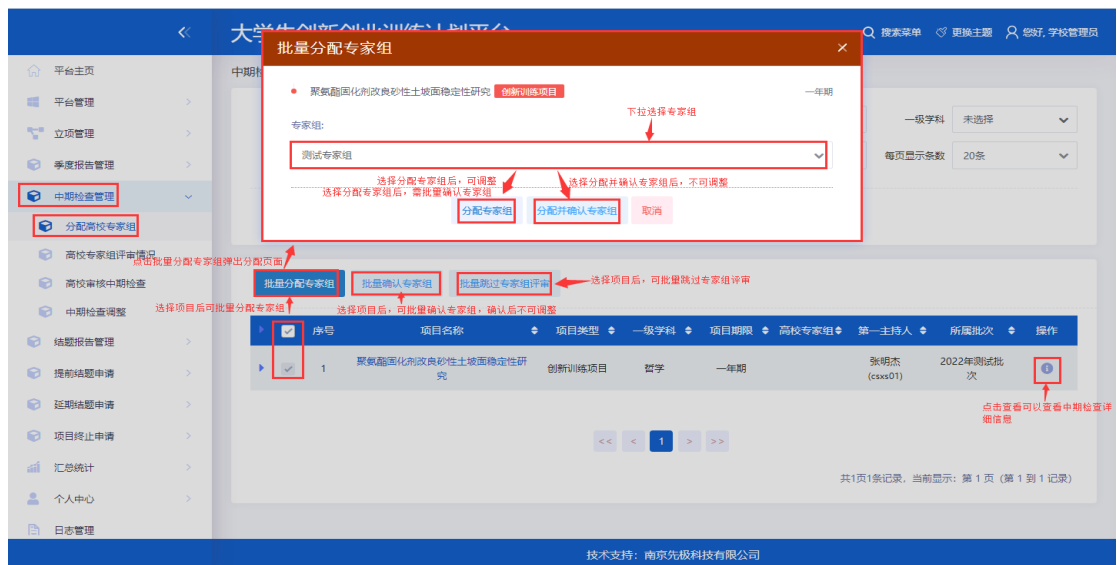 大学生创新创业训练计划平台
搜索菜单 更换主题 您好, 学校管理员
平台主页
平台管理
立项管理
季度报告管理
中期检查管理
分配高校专家组
高校专家组评审情况
高校审核中期检查
中期检查调整
结题报告管理
提前结题申请
延期结题申请
项目终止申请
汇总统计
个人中心
日志管理
中期检
一级学科 未选择
每页显示条数 20条
批量分配专家组
聚氨酯固化剂改良砂性土坡面稳定性研究 创新训练项目 一年期
下拉选择专家组
专家组:
测试专家组
选择分配专家组后，可调整
选择分配专家组后，需批量确认专家组
选择分配并确认专家组后，不可调整
分配专家组 分配并确认专家组 取消
点击批量分配专家组弹出分配页面
批量分配专家组 批量确认专家组 批量跳过专家组评审
选择项目后，可批量跳过专家组评审
选择项目后可批量分配专家组
选择项目后，可批量确认专家组，确认后不可调整
序号 项目名称 项目类型 一级学科 项目期限 高校专家组 第一主持人 所属批次 操作
1 聚氨酯固化剂改良砂性土坡面稳定性研
究
创新训练项目 哲学 一年期
张明杰
(csxs01)
2022年测试批
次
点击查看可以查看中期检查详
细信息
<< < 1 > >>
共1页1条记录, 当前显示: 第 1 页 (第 1 到 1 记录)
技术支持: 南京先极科技有限公司